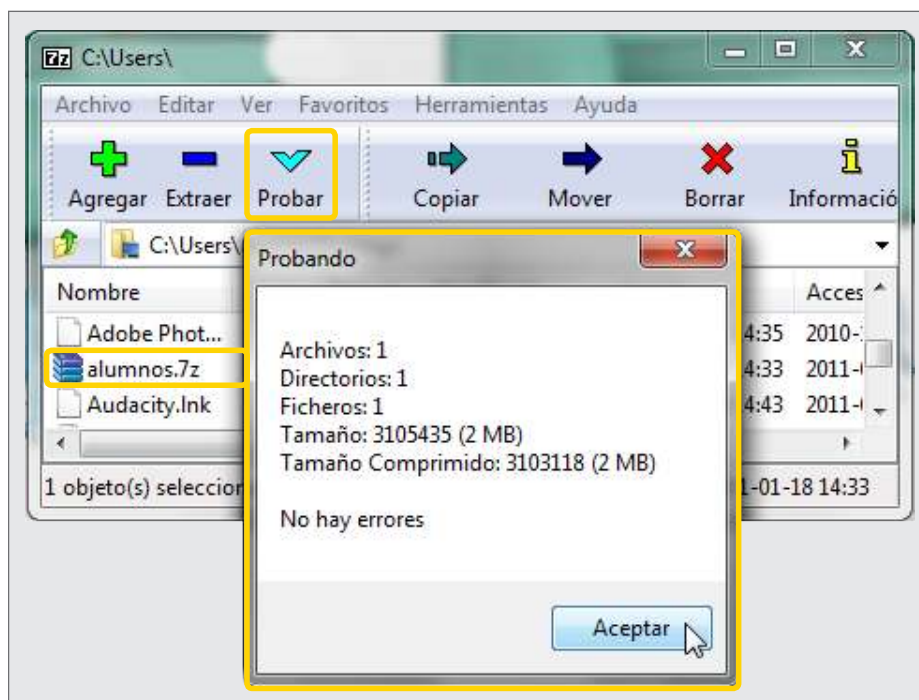 7z C:\Users\
Archivo Editar Ver Favoritos Herramientas Ayuda
Agregar Extraer Probar Copiar Mover Borrar Informació
C:\Users\
Nombre Acces
Adobe Phot... 4:35 2010-
alumnos.7z 4:33 2011-
Audacity.lnk 4:43 2011-
1 objeto(s) seleccior 1-01-18 14:33
Probando
Archivos: 1
Directorios: 1
Ficheros: 1
Tamaño: 3105435 (2 MB)
Tamaño Comprimido: 3103118 (2 MB)
No hay errores
Aceptar